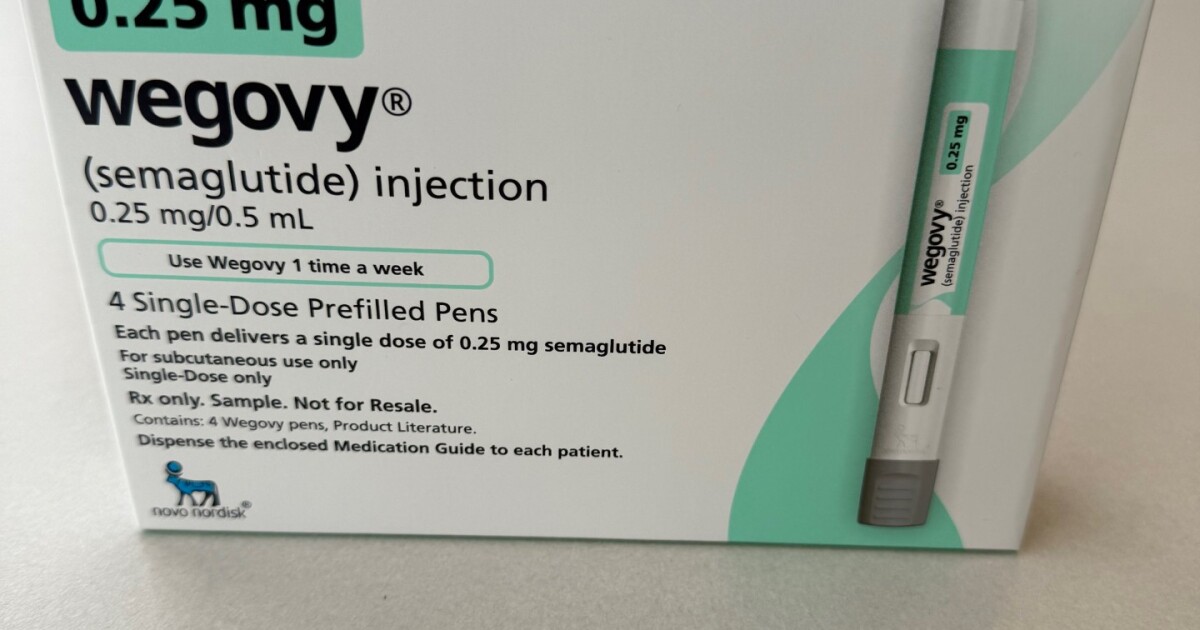 0.25 mg
wegovy®
(semaglutide) injection
0.25 mg/0.5 mL
Use Wegovy 1 time a week
4 Single-Dose Prefilled Pens
Each pen delivers a single dose of 0.25 mg semaglutide
For subcutaneous use only
Single-Dose only
Rx only. Sample. Not for Resale.
Contains: 4 Wegovy pens, Product Literature.
Dispense the enclosed Medication Guide to each patient.
novo nordisk®
wegovy®
(semaglutide) injection
0.25 mg